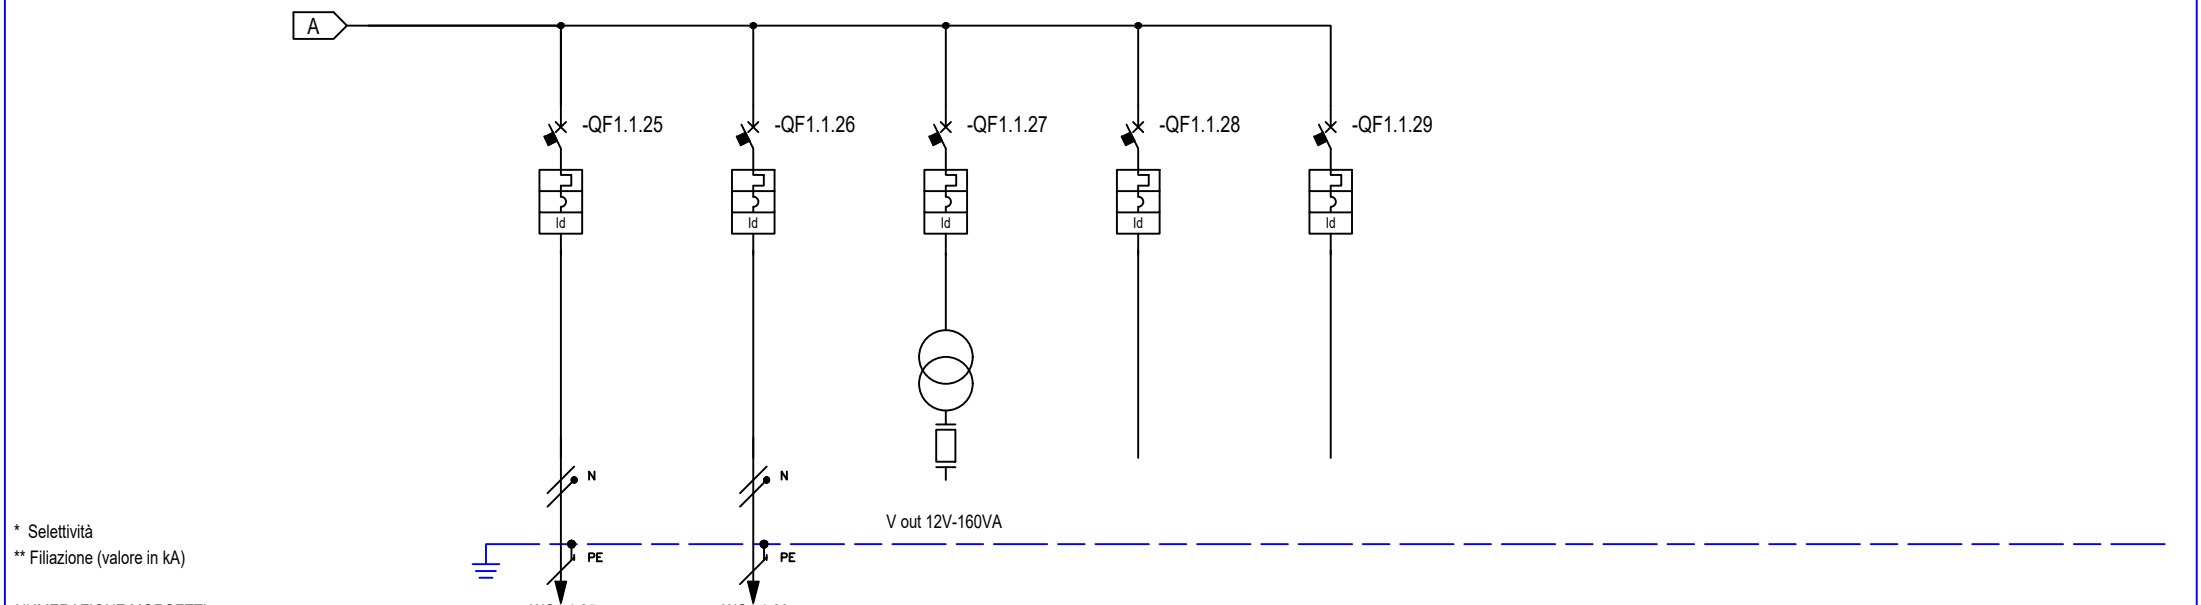 A
-QF1.1.25
-QF1.1.26
-QF1.1.27
-QF1.1.28
-QF1.1.29
Id
Id
Id
Id
Id
N
N
V out 12V-160VA
* Selettività
** Filiazione (valore in kA)
PE
PE